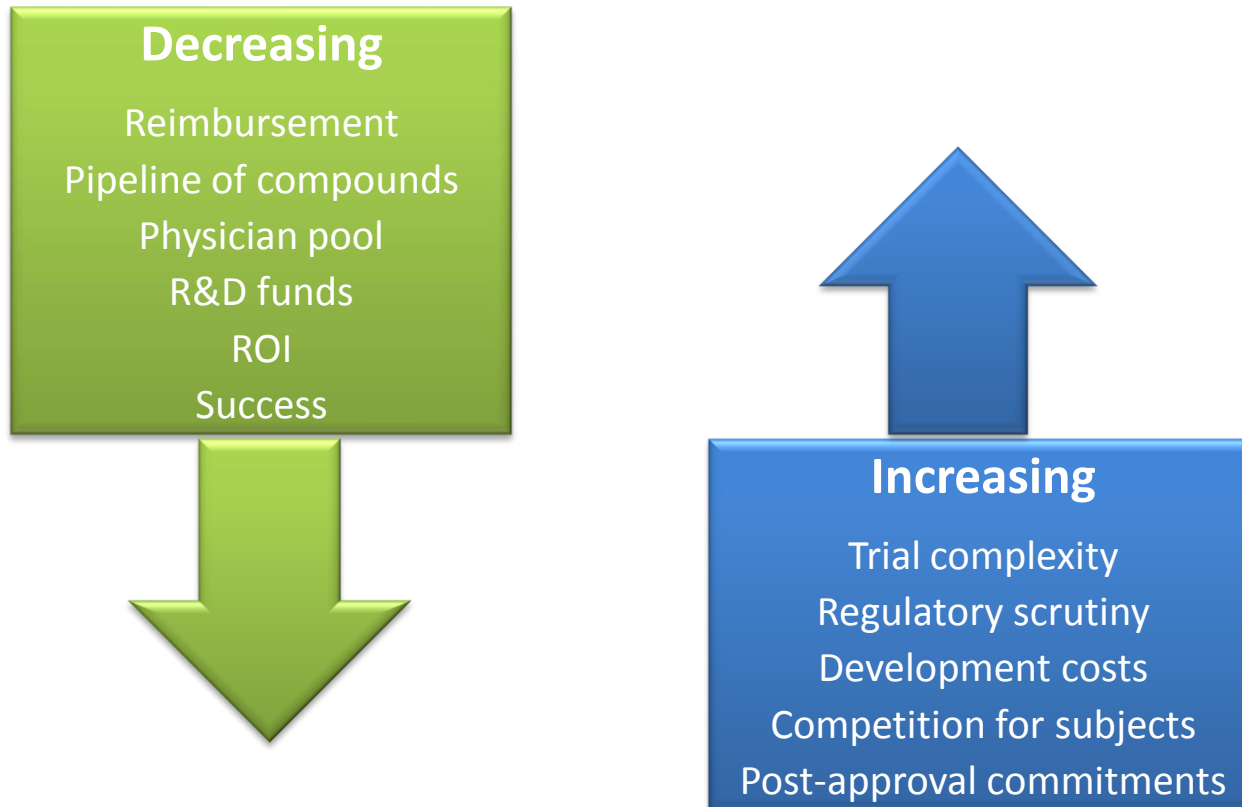 Decreasing
Reimbursement
Pipeline of compounds
Physician pool
R&D funds
ROI
Success
Increasing
Trial complexity
Regulatory scrutiny
Development costs
Competition for subjects
Post-approval commitments